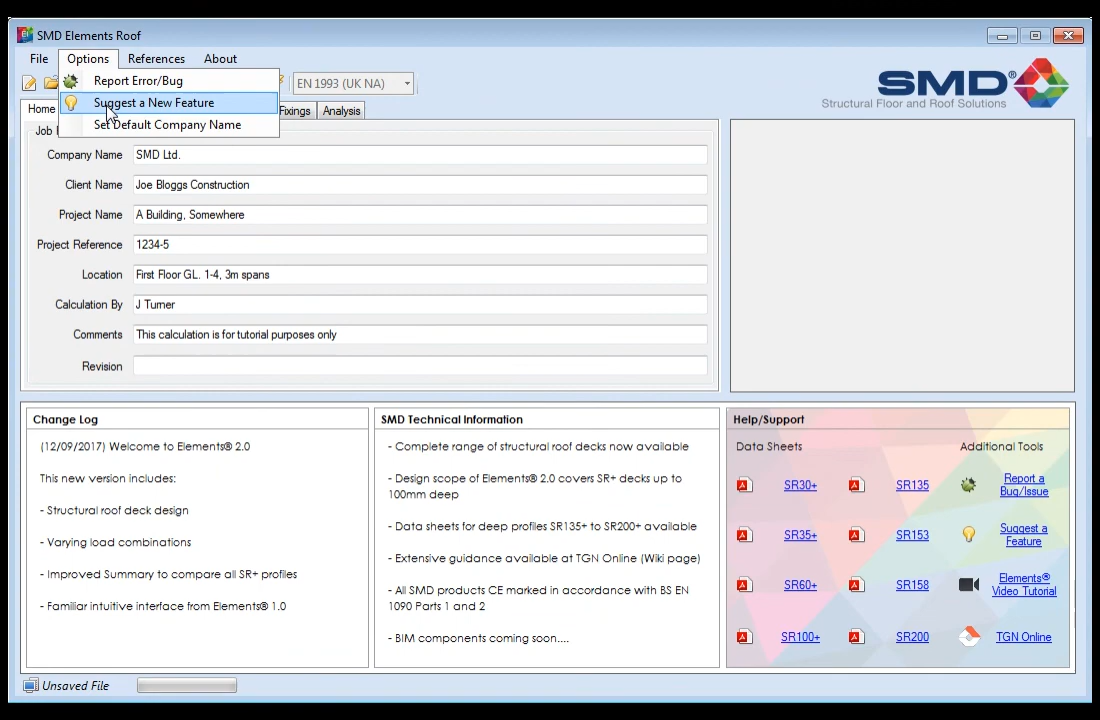 SMD Elements Roof
File Options References About
Report Error/Bug
Suggest a New Feature
Set Default Company Name
EN 1993 (UK NA)
SMD®
Structural Floor and Roof Solutions
Home Fixings Analysis
Job
Company Name SMD Ltd.
Client Name Joe Bloggs Construction
Project Name A Building, Somewhere
Project Reference 1234-5
Location First Floor GL. 1-4, 3m spans
Calculation By J Turner
Comments This calculation is for tutorial purposes only
Revision
Change Log
(12/09/2017) Welcome to Elements® 2.0
This new version includes:
- Structural roof deck design
- Varying load combinations
- Improved Summary to compare all SR+ profiles
- Familiar intuitive interface from Elements® 1.0
SMD Technical Information
- Complete range of structural roof decks now available
- Design scope of Elements® 2.0 covers SR+ decks up to
100mm deep
- Data sheets for deep profiles SR135+ to SR200+ available
- Extensive guidance available at TGN Online (Wiki page)
- All SMD products CE marked in accordance with BS EN
1090 Parts 1 and 2
- BIM components coming soon....
Help/Support
Data Sheets Additional Tools
SR30+ SR135 Report a
Bug/Issue
SR35+ SR153 Suggest a
Feature
SR60+ SR158 Elements®
Video Tutorial
SR100+ SR200 TGN Online
Unsaved File